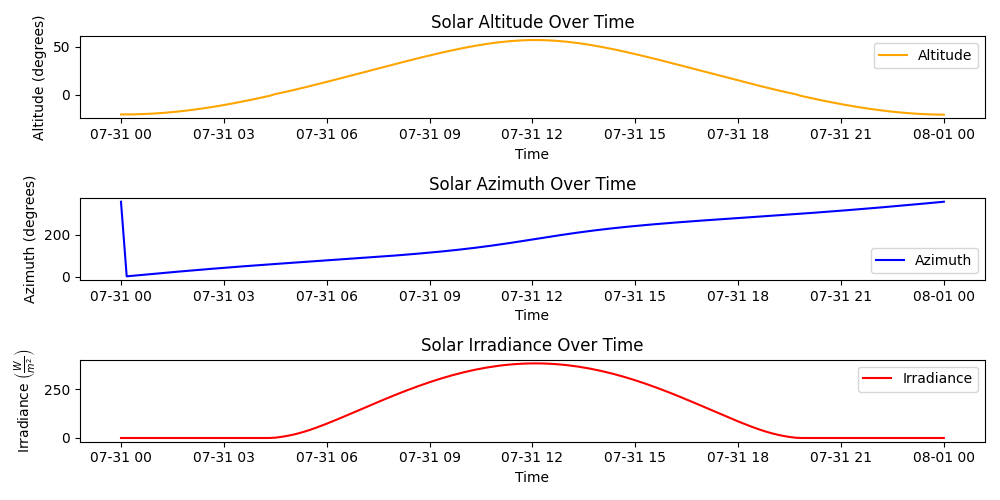 Solar Altitude Over Time
Altitude (degrees)
50
0
Altitude
07-31 00 07-31 03 07-31 06 07-31 09 07-31 12 07-31 15 07-31 18 07-31 21 08-01 00
Time
Solar Azimuth Over Time
Azimuth (degrees)
200
0
Azimuth
07-31 00 07-31 03 07-31 06 07-31 09 07-31 12 07-31 15 07-31 18 07-31 21 08-01 00
Time
Solar Irradiance Over Time
Irradiance (W/m²)
250
0
Irradiance
07-31 00 07-31 03 07-31 06 07-31 09 07-31 12 07-31 15 07-31 18 07-31 21 08-01 00
Time